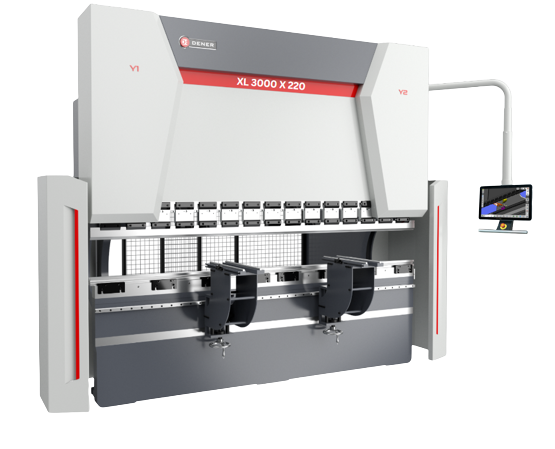 DENER
XL 3000 X 220
Y1
Y2